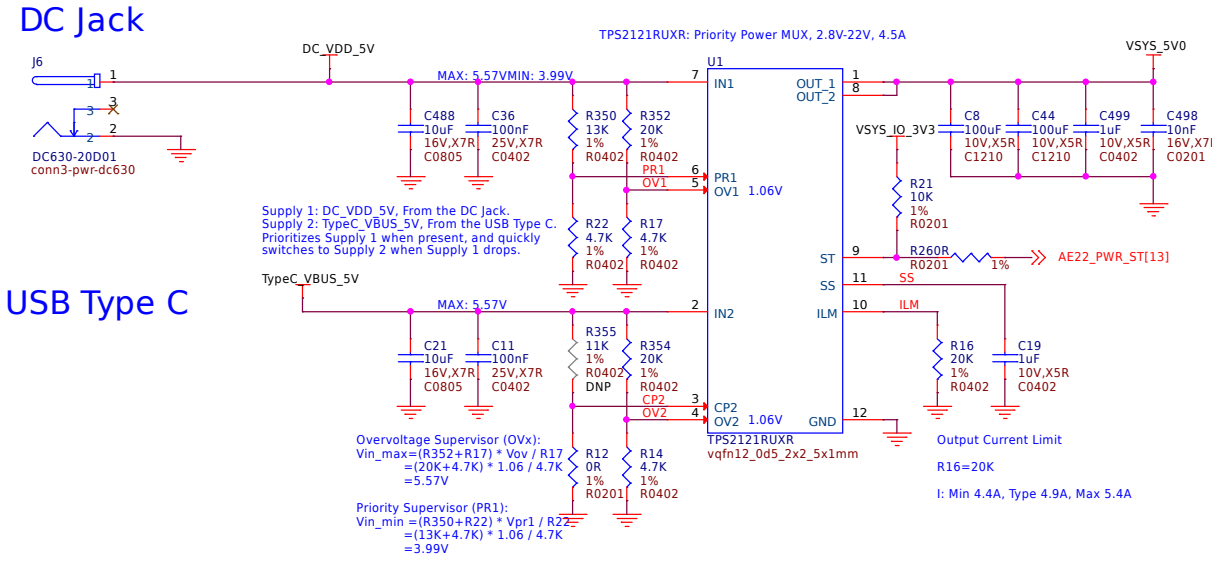 DC Jack
TPS2121RUXR: Priority Power MUX, 2.8V-22V, 4.5A
DC_VDD_5V
VSYS_5V0
J6
1
1
3
3
2
2
DC630-20D01
conn3-pwr-dc630
MAX: 5.57V
MIN: 3.99V
C488
10uF
16V,X7R
C0805
C36
100nF
25V,X7R
C0402
R350
13K
1%
R0402
R352
20K
1%
R0402
PR1
OV1
R22
4.7K
1%
R0402
R17
4.7K
1%
R0402
U1
7
IN1
6
PR1
5
OV1
1.06V
2
IN2
3
CP2
4
OV2
1.06V
OUT_1
1
OUT_2
8
ST
9
SS
11
ILM
10
GND
12
TPS2121RUXR
vqfn12_0d5_2x2_5x1mm
C8
100uF
10V,X5R
C1210
C44
100uF
10V,X5R
C1210
C499
1uF
10V,X5R
C0402
C498
10nF
16V,X7R
C0201
VSYS_IO_3V3
R21
10K
1%
R0201
R260R
R0201
1%
AE22_PWR_ST[13]
SS
ILM
R16
20K
1%
R0402
C19
1uF
10V,X5R
C0402
Supply 1: DC_VDD_5V, From the DC Jack.
Supply 2: TypeC_VBUS_5V, From the USB Type C.
Prioritizes Supply 1 when present, and quickly
switches to Supply 2 when Supply 1 drops.
TypeC_VBUS_5V
USB Type C
MAX: 5.57V
C21
10uF
16V,X7R
C0805
C11
100nF
25V,X7R
C0402
R355
11K
1%
R0402
DNP
R354
20K
1%
R0402
CP2
OV2
R12
0R
1%
R0201
R14
4.7K
1%
R0402
Overvoltage Supervisor (OVx):
Vin_max=(R352+R17) * Vov / R17
=(20K+4.7K) * 1.06 / 4.7K
=5.57V
Priority Supervisor (PR1):
Vin_min =(R350+R22) * Vpr1 / R22
=(13K+4.7K) * 1.06 / 4.7K
=3.99V
Output Current Limit
R16=20K
I: Min 4.4A, Type 4.9A, Max 5.4A